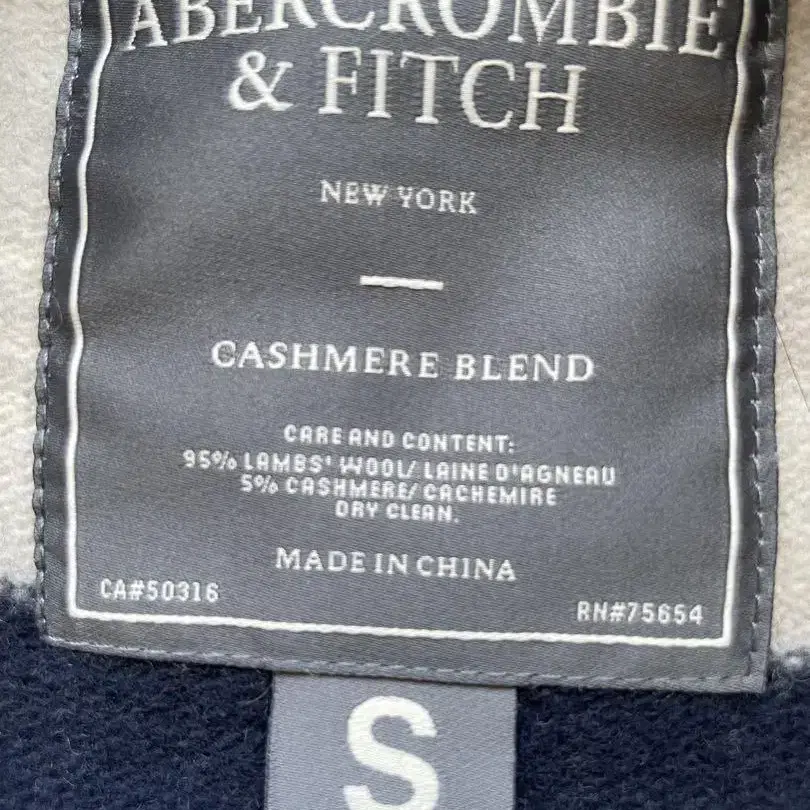 ABERCROMBIE
& FITCH
NEW YORK
CASHMERE BLEND
CARE AND CONTENT:
95% LAMBS' WOOL/ LAINE D'AGNEAU
5% CASHMERE/ CACHEMIRE
DRY CLEAN.
MADE IN CHINA
CA#50316
RN#75654
S